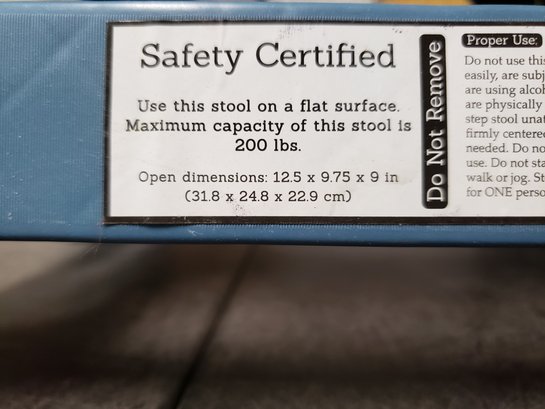 Safety Certified
Use this stool on a flat surface.
Maximum capacity of this stool is
200 lbs.
Open dimensions: 12.5 x 9.75 x 9 in
(31.8 x 24.8 x 22.9 cm)
Do Not Remove
Proper Use:
Do not use this
easily, are subj
are using alcoh
are physically
step stool unat
firmly centere
needed. Do no
use. Do not sta
walk or jog. St
for ONE perso